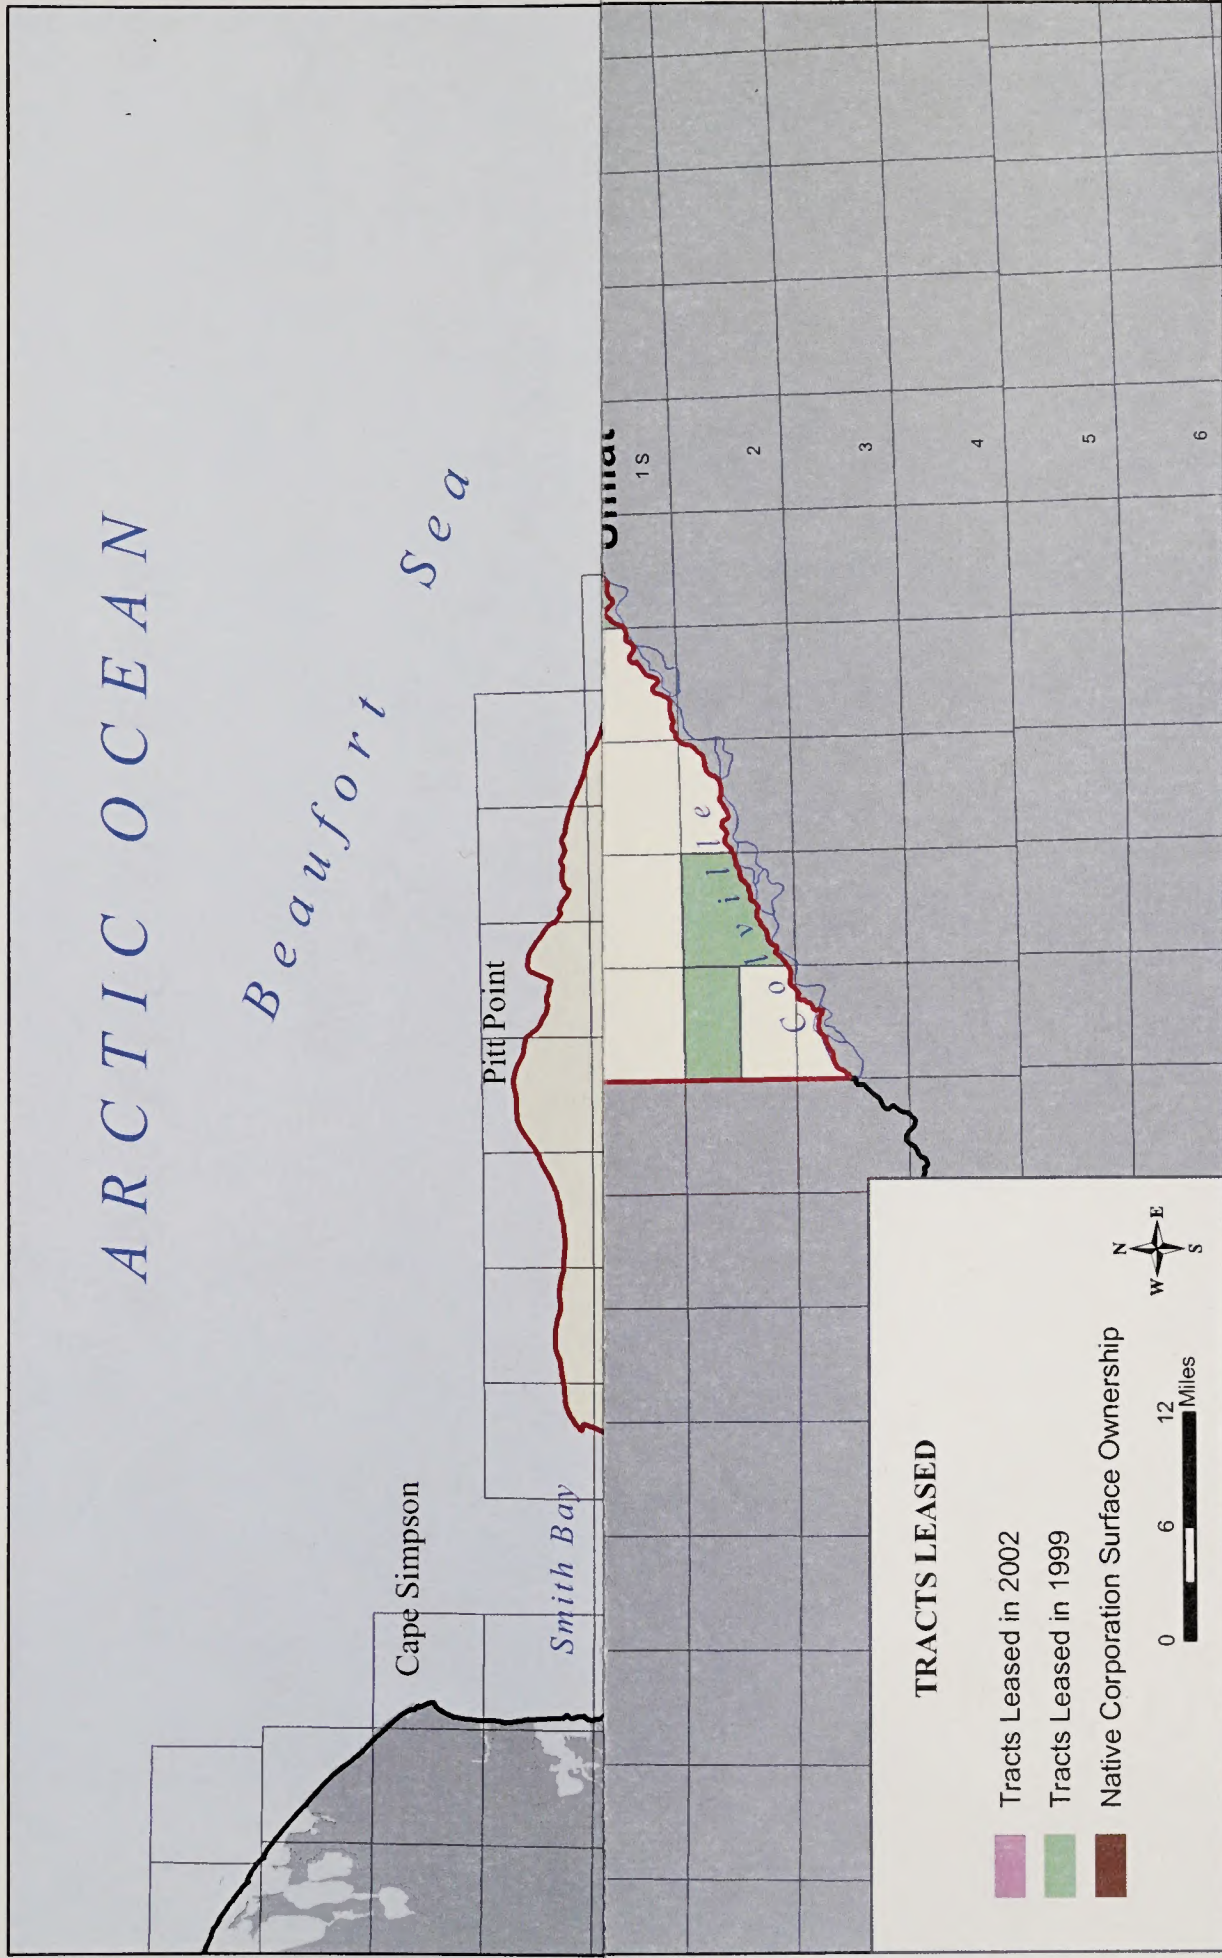 ARCTIC OCEAN
Beaufort Sea
Cape Simpson
Smith Bay
Pitt Point
1 S
2
3
4
5
6
Colville
TRACTS LEASED
Tracts Leased in 2002
Tracts Leased in 1999
Native Corporation Surface Ownership
0 6 12
Miles
N
W E
S